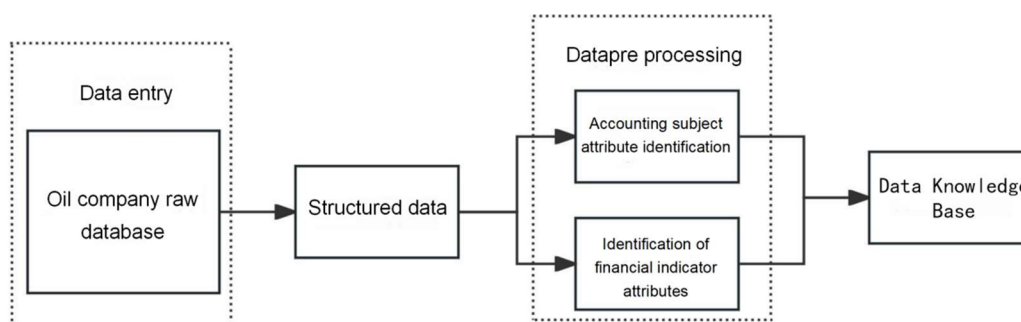 Data entry
Oil company raw
database
Structured data
Datapre processing
Accounting subject
attribute identification
Identification of
financial indicator
attributes
Data Knowledge
Base